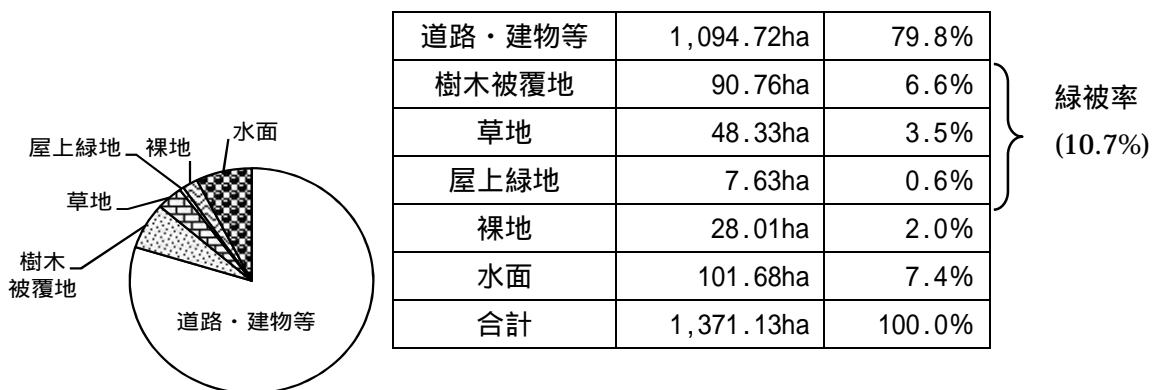 道路・建物等 1,094.72ha 79.8%
樹木被覆地 90.76ha 6.6%
草地 48.33ha 3.5%
屋上緑地 7.63ha 0.6%
裸地 28.01ha 2.0%
水面 101.68ha 7.4%
合計 1,371.13ha 100.0%
緑被率
(10.7%)
水面
裸地
屋上緑地
草地
樹木
被覆地
道路・建物等